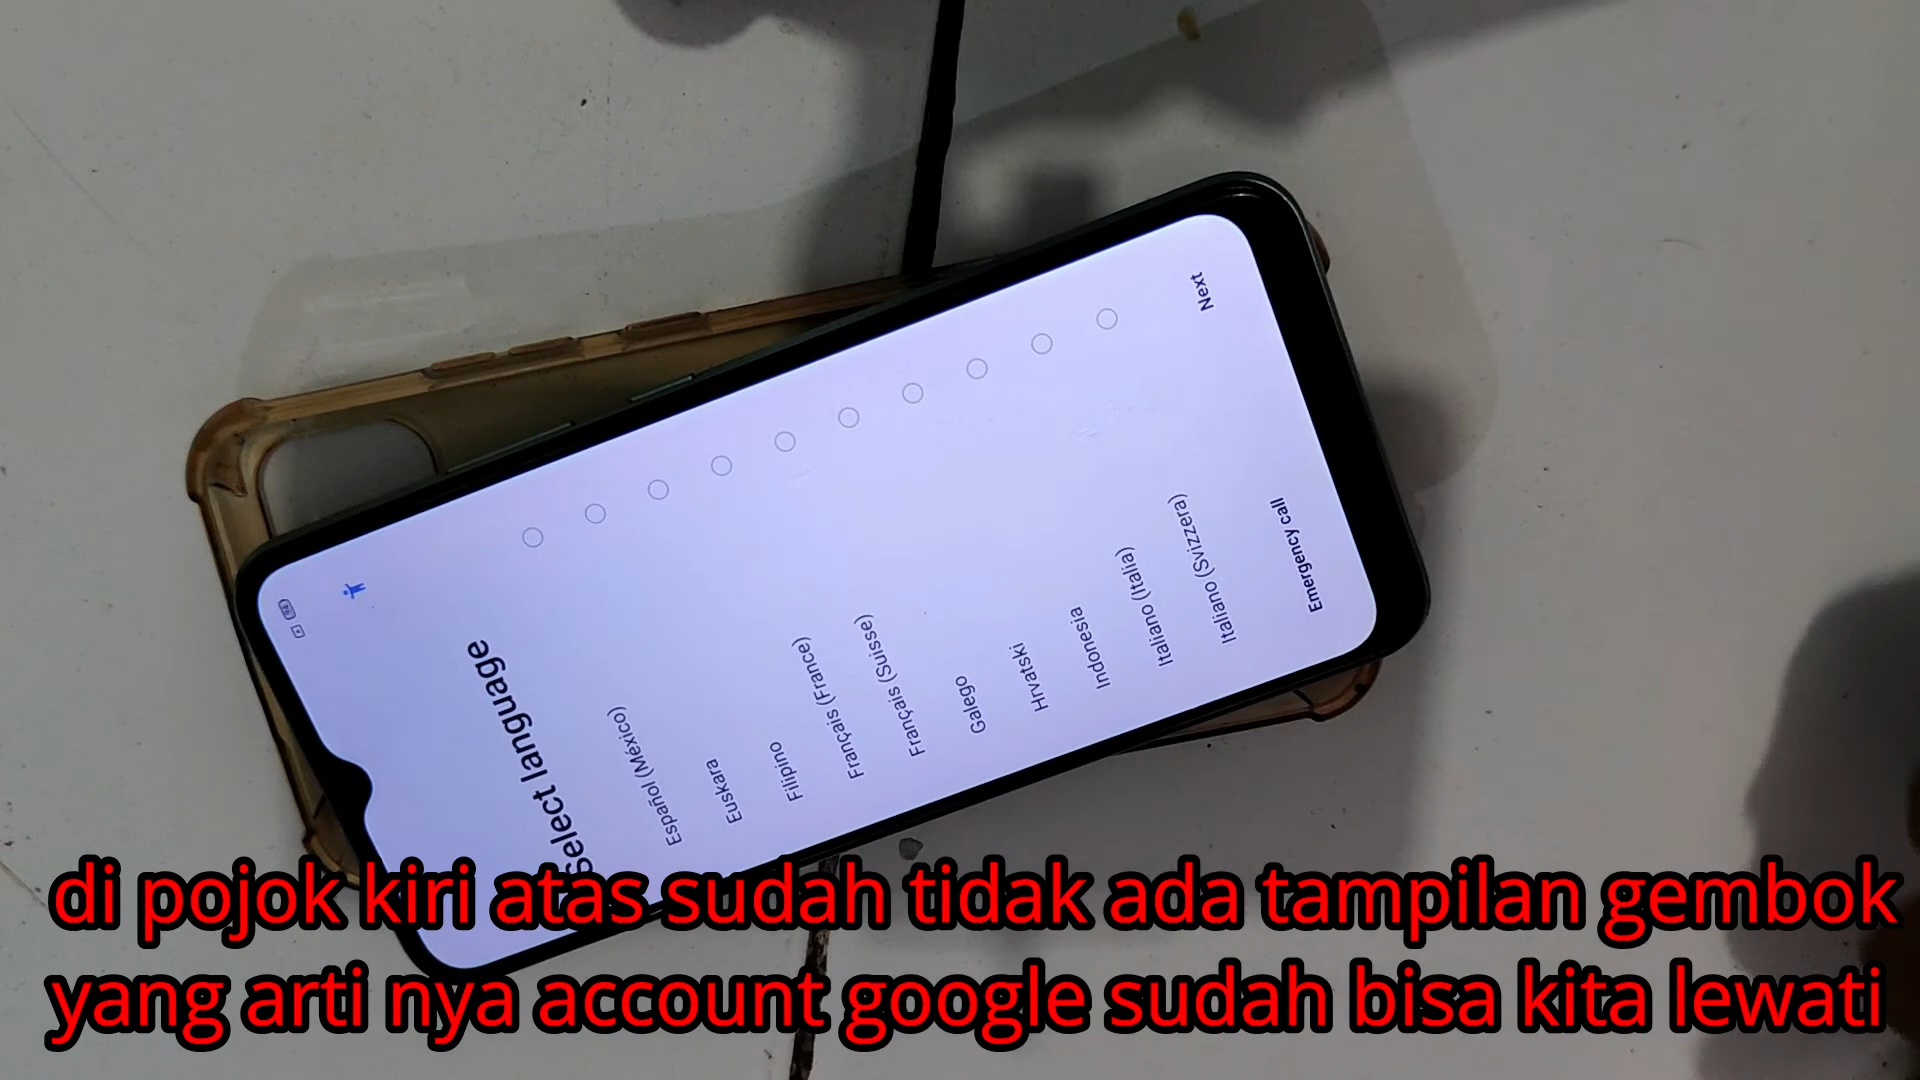 Select language
Español (México)
Euskara
Filipino
Français (France)
Français (Suisse)
Galego
Hrvatski
Indonesia
Italiano (Italia)
Italiano (Svizzera)
Emergency call
Next
di pojok kiri atas sudah tidak ada tampilan gembok
yang arti nya account google sudah bisa kita lewati